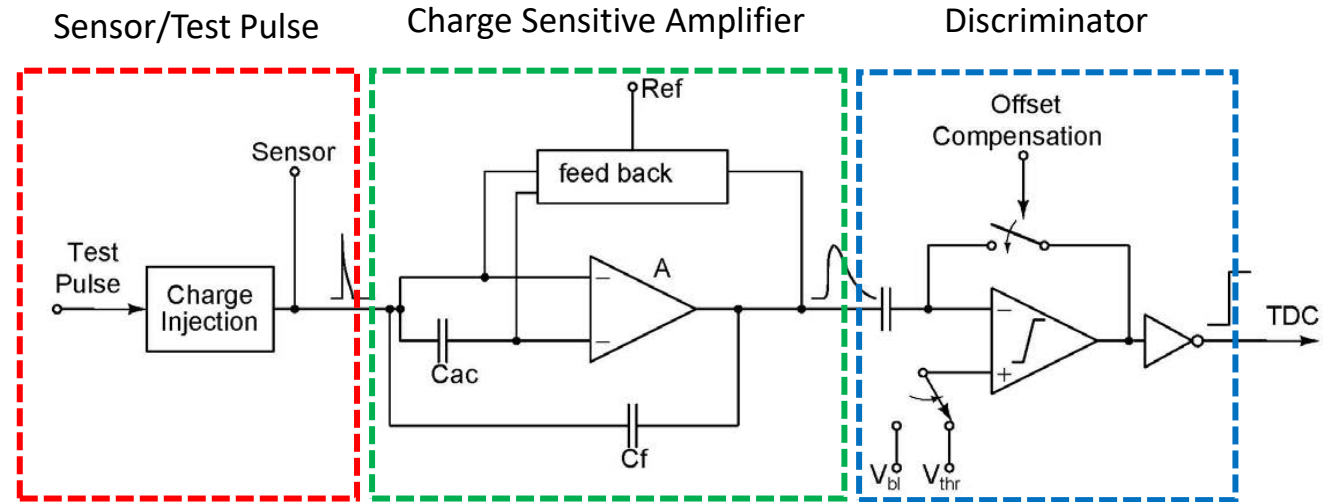 Sensor/Test Pulse
Charge Sensitive Amplifier
Discriminator
Ref
Offset
Compensation
Sensor
feed back
Test
Pulse
Charge
Injection
A
−
−
Cac
Cf
−
+
TDC
Vbl
Vthr